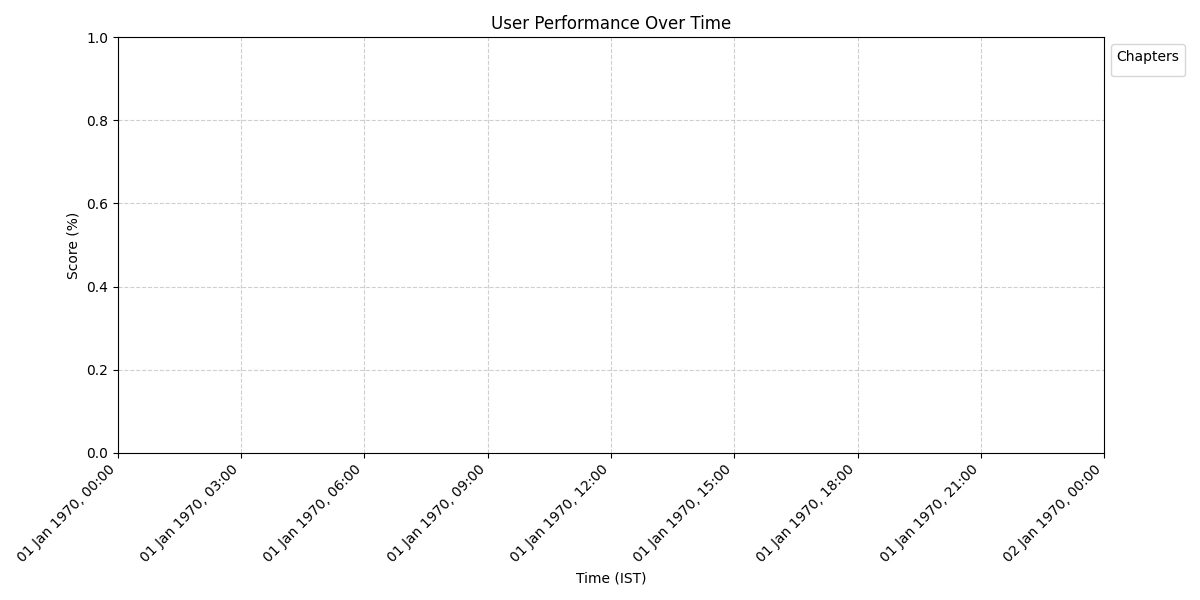 User Performance Over Time
Chapters
Score (%)
1.0
0.8
0.6
0.4
0.2
0.0
01 Jan 1970, 00:00
01 Jan 1970, 03:00
01 Jan 1970, 06:00
01 Jan 1970, 09:00
01 Jan 1970, 12:00
01 Jan 1970, 15:00
01 Jan 1970, 18:00
01 Jan 1970, 21:00
02 Jan 1970, 00:00
Time (IST)